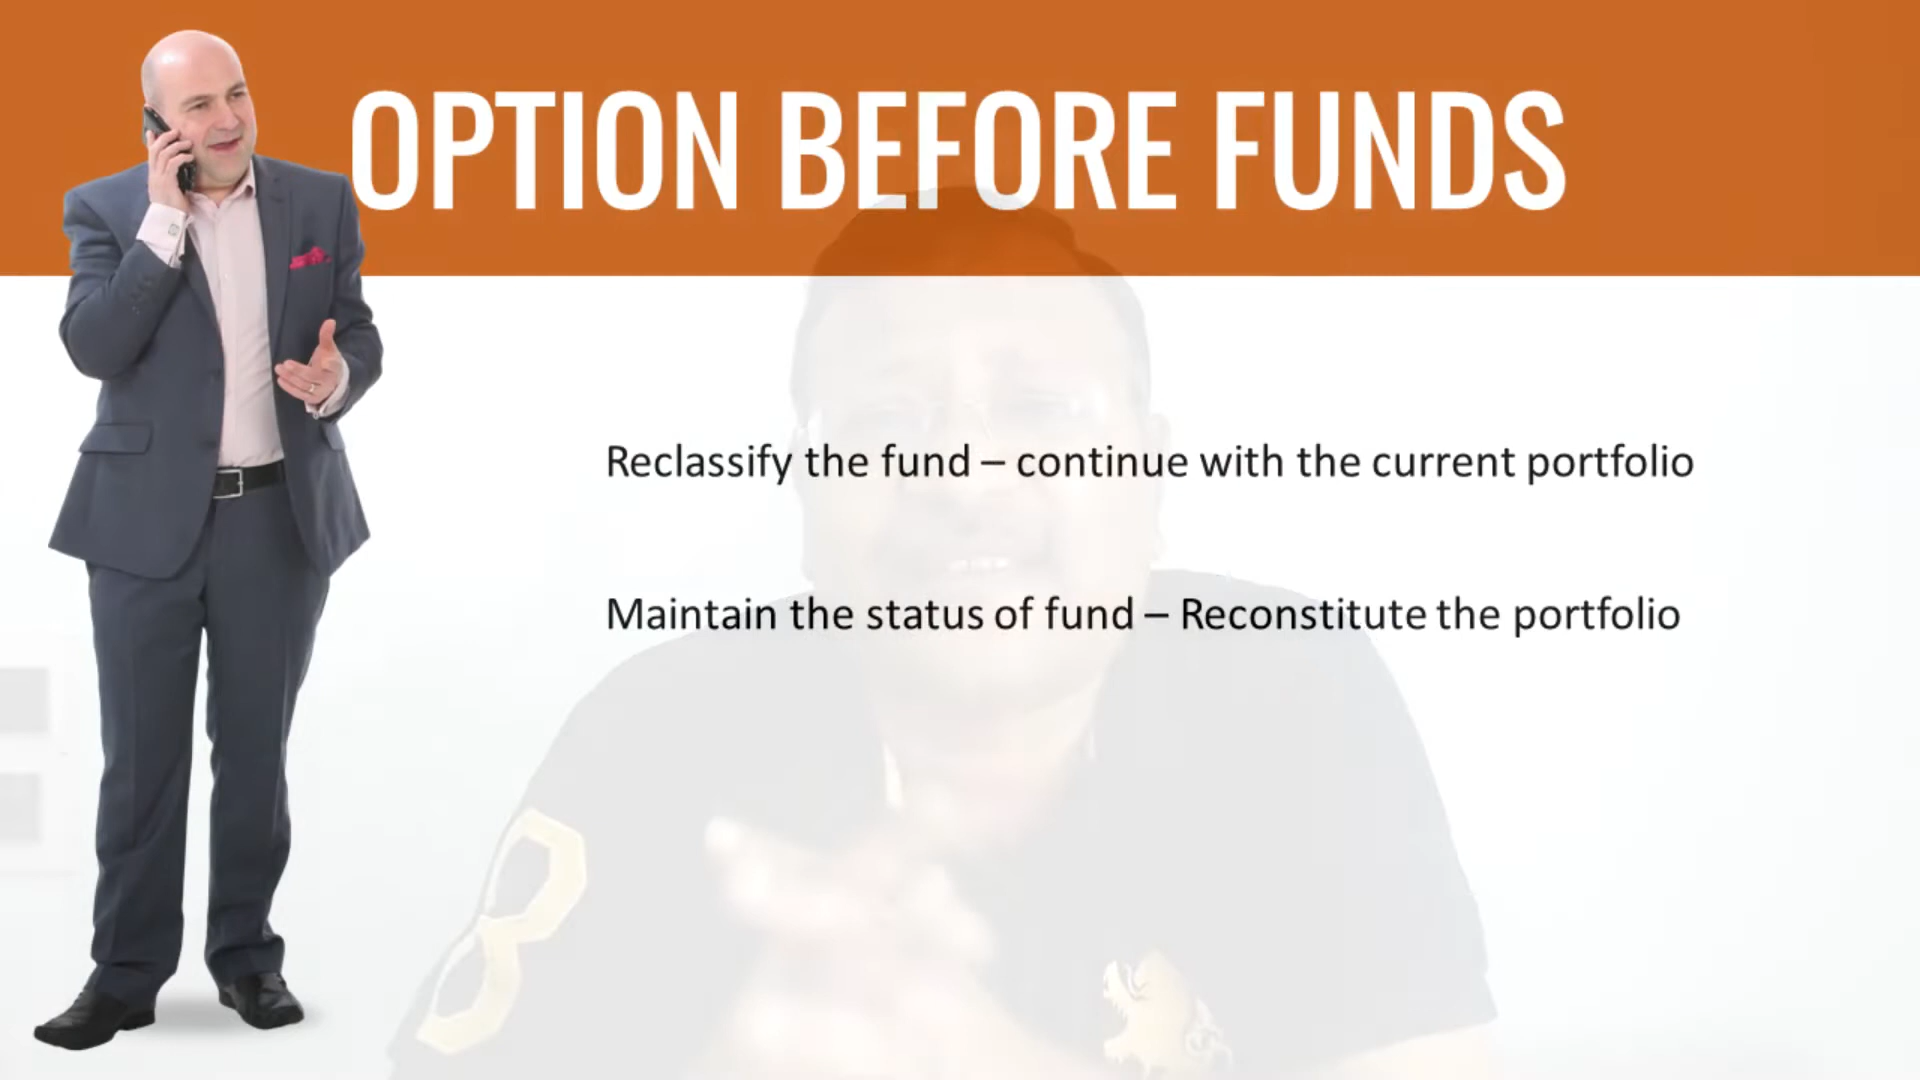 OPTION BEFORE FUNDS
Reclassify the fund – continue with the current portfolio
Maintain the status of fund – Reconstitute the portfolio